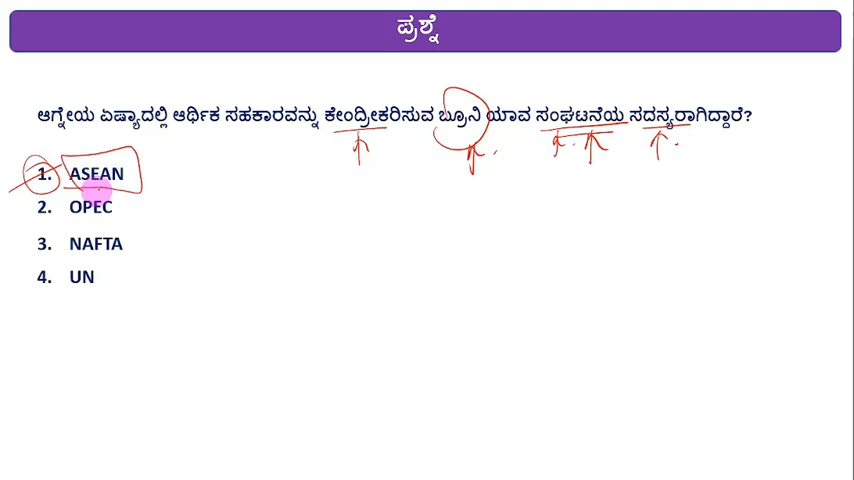 ಪ್ರಶ್ನೆ
ಆಗ್ನೇಯ ಏಷ್ಯಾದಲ್ಲಿ ಆರ್ಥಿಕ ಸಹಕಾರವನ್ನು ಕೇಂದ್ರೀಕರಿಸುವ ಬ್ರೂನಿ ಯಾವ ಸಂಘಟನೆಯ ಸದಸ್ಯರಾಗಿದ್ದಾರೆ?
1. ASEAN
2. OPEC
3. NAFTA
4. UN